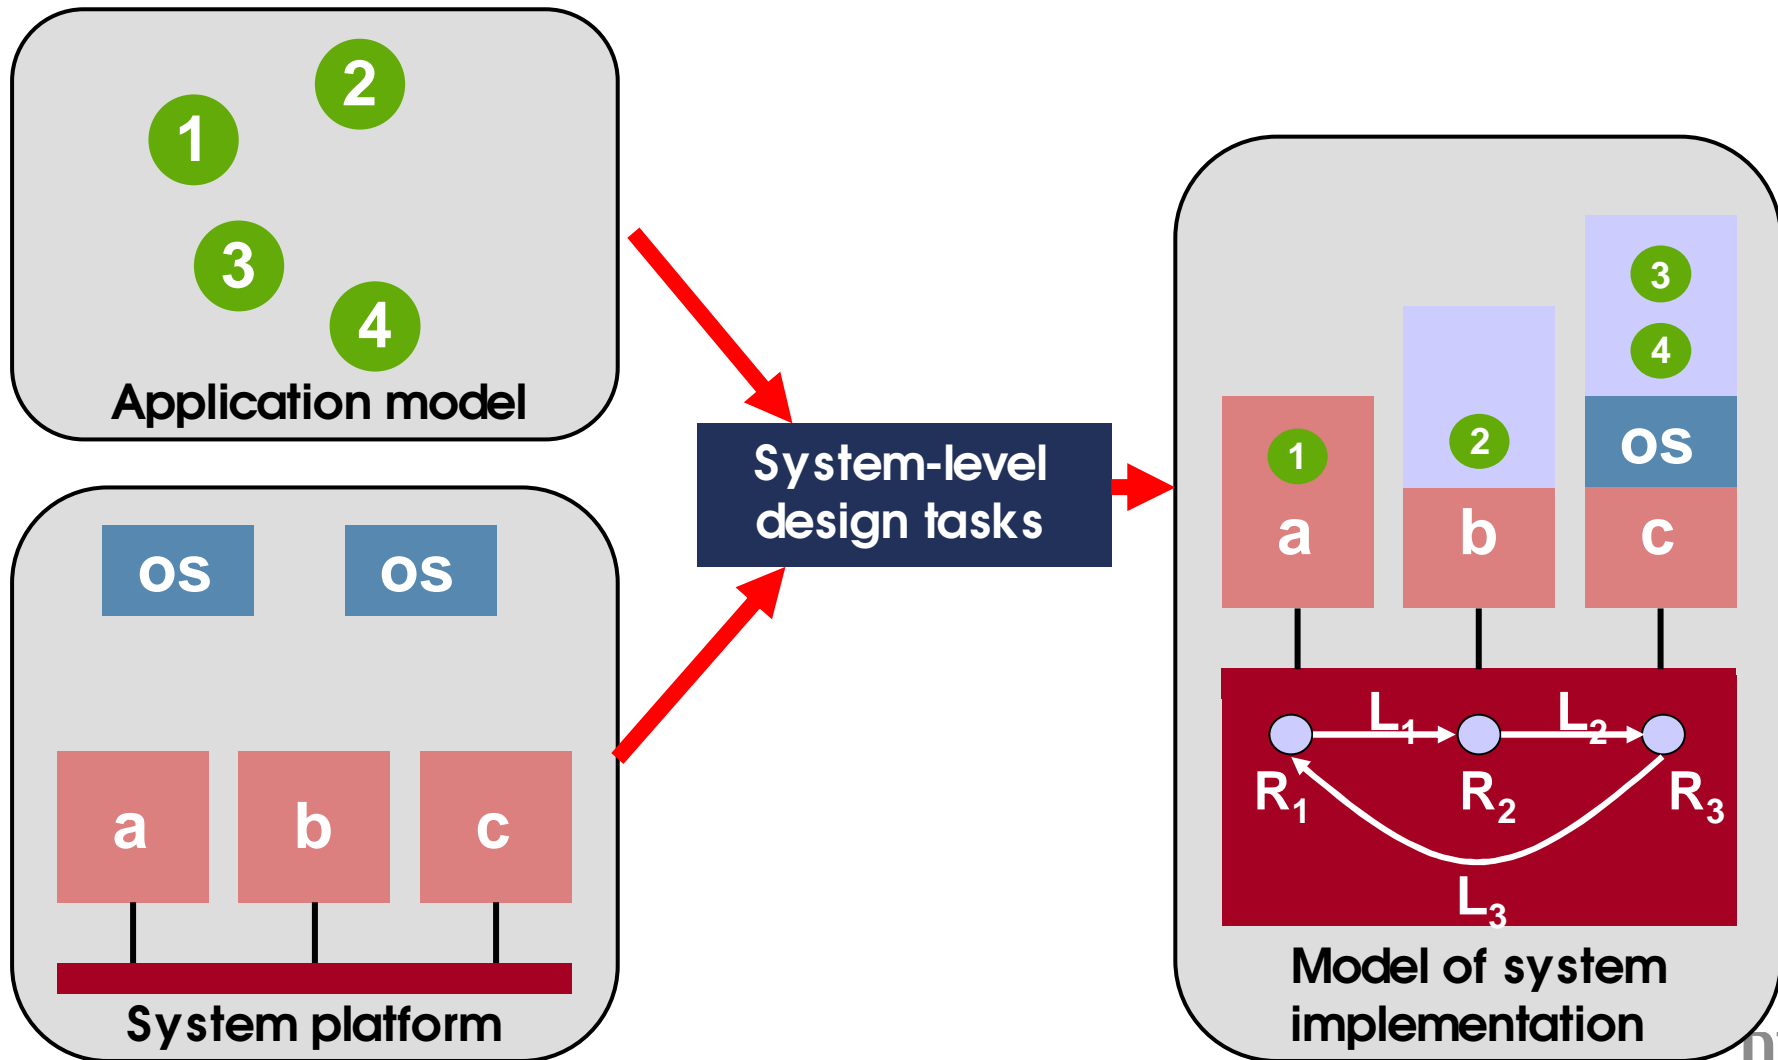 1
2
3
4
Application model
os os
a b c
System platform
System-level
design tasks
3
4
1
2
os
a b c
L1 L2
R1 R2 R3
L3
Model of system
implementation